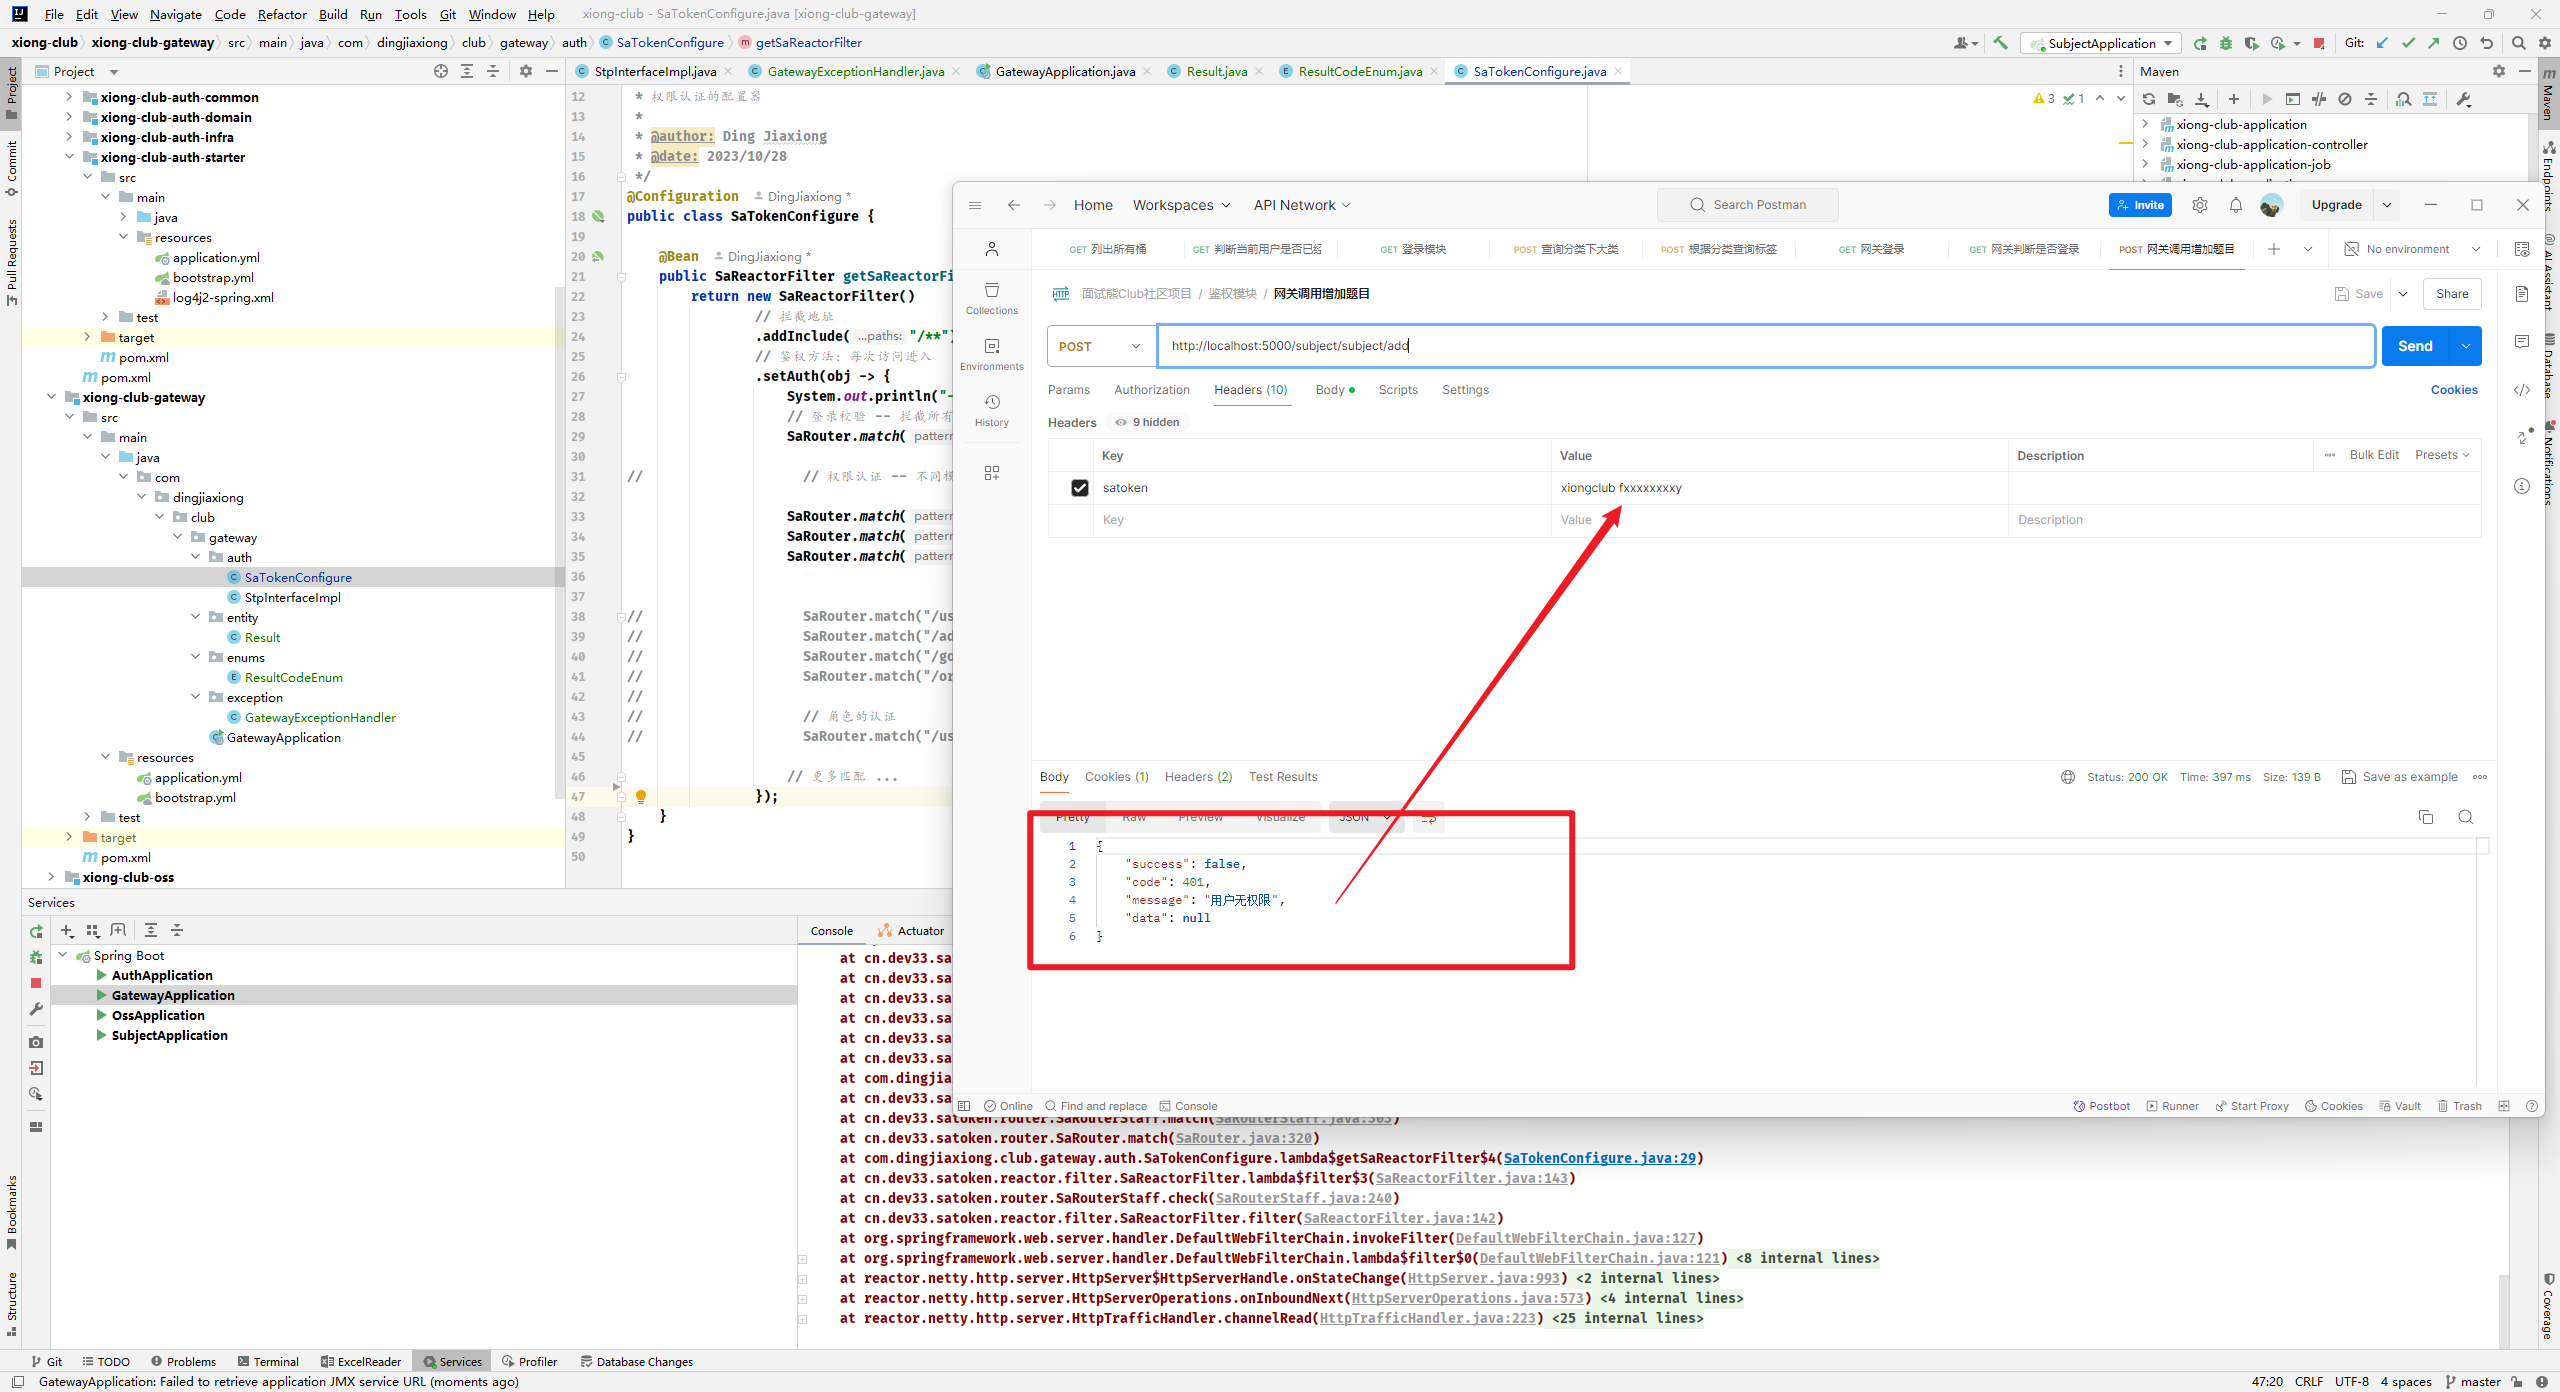 File Edit View Navigate Code Refactor Build Run Tools Git Window Help xiong-club - SaTokenConfigure.java [xiong-club-gateway]
xiong-club xiong-club-gateway src main java com dingjiaxiong club gateway auth SaTokenConfigure getSaReactorFilter SubjectApplication Git:
Project
Commit
Pull Requests
Bookmarks
Structure
Project
xiong-club-auth-common
xiong-club-auth-domain
xiong-club-auth-infra
xiong-club-auth-starter
src
main
java
resources
application.yml
bootstrap.yml
log4j2-spring.xml
test
target
pom.xml
pom.xml
xiong-club-gateway
src
main
java
com
dingjiaxiong
club
gateway
auth
SaTokenConfigure
StpInterfaceImpl
entity
Result
enums
ResultCodeEnum
exception
GatewayExceptionHandler
GatewayApplication
resources
application.yml
bootstrap.yml
test
target
pom.xml
xiong-club-oss
StpInterfaceImpl.java GatewayExceptionHandler.java GatewayApplication.java Result.java ResultCodeEnum.java SaTokenConfigure.java
3 1
12 * 权限认证的配置器
13 *
14 * @author: Ding Jiaxiong
15 * @date: 2023/10/28
16 */
17 @Configuration DingJiaxiong *
18 public class SaTokenConfigure {
19
20 @Bean DingJiaxiong *
21 public SaReactorFilter getSaReactorFi
22 return new SaReactorFilter()
23 // 拦截地址
24 .addInclude( ...paths: "/**")
25 // 鉴权方法：每次访问进入
26 .setAuth(obj -> {
27 System.out.println("-
28 // 登录校验 -- 拦截所有
29 SaRouter.match( pattern
30
31 // // 权限认证 -- 不同模
32
33 SaRouter.match( pattern
34 SaRouter.match( pattern
35 SaRouter.match( pattern
36
37
38 // SaRouter.match("/us
39 // SaRouter.match("/ad
40 // SaRouter.match("/go
41 // SaRouter.match("/or
42 //
43 // // 角色的认证
44 // SaRouter.match("/us
45
46 // 更多匹配 ...
47 });
48 }
49 }
50
Maven
xiong-club-application
xiong-club-application-controller
xiong-club-application-job
Maven
Endpoints
AI Assistant
Database
Notifications
Coverage
Home Workspaces API Network Search Postman Invite Upgrade
GET 列出所有桶 GET 判断当前用户是否已经 GET 登录模块 POST 查询分类下大类 POST 根据分类查询标签 GET 网关登录 GET 网关判断是否登录 POST 网关调用增加题目 No environment
Collections
Environments
History
HTTP 面试熊Club社区项目 / 鉴权模块 / 网关调用增加题目 Save Share
POST http://localhost:5000/subject/subject/add Send
Params Authorization Headers (10) Body Scripts Settings Cookies
Headers 9 hidden
Key Value Description Bulk Edit Presets
satoken xiongclub fxxxxxxxxy
Key Value Description
Body Cookies (1) Headers (2) Test Results Status: 200 OK Time: 397 ms Size: 139 B Save as example
Pretty Raw Preview Visualize JSON
1 {
2 "success": false,
3 "code": 401,
4 "message": "用户无权限",
5 "data": null
6 }
Online Find and replace Console Postbot Runner Start Proxy Cookies Vault Trash
Services
Spring Boot
AuthApplication
GatewayApplication
OssApplication
SubjectApplication
Console Actuator
at cn.dev33.sa
at cn.dev33.sa
at cn.dev33.sa
at cn.dev33.sa
at cn.dev33.sa
at cn.dev33.sa
at com.dingjia
at cn.dev33.sa
at cn.dev33.satoken.router.SaRouterStaff.match(SaRouterStaff.java:303)
at cn.dev33.satoken.router.SaRouter.match(SaRouter.java:320)
at com.dingjiaxiong.club.gateway.auth.SaTokenConfigure.lambda$getSaReactorFilter$4(SaTokenConfigure.java:29)
at cn.dev33.satoken.reactor.filter.SaReactorFilter.lambda$filter$3(SaReactorFilter.java:143)
at cn.dev33.satoken.router.SaRouterStaff.check(SaRouterStaff.java:240)
at cn.dev33.satoken.reactor.filter.SaReactorFilter.filter(SaReactorFilter.java:142)
at org.springframework.web.server.handler.DefaultWebFilterChain.invokeFilter(DefaultWebFilterChain.java:127)
at org.springframework.web.server.handler.DefaultWebFilterChain.lambda$filter$0(DefaultWebFilterChain.java:121) <8 internal lines>
at reactor.netty.http.server.HttpServer$HttpServerHandle.onStateChange(HttpServer.java:993) <2 internal lines>
at reactor.netty.http.server.HttpServerOperations.onInboundNext(HttpServerOperations.java:573) <4 internal lines>
at reactor.netty.http.server.HttpTrafficHandler.channelRead(HttpTrafficHandler.java:223) <25 internal lines>
Git TODO Problems Terminal ExcelReader Services Profiler Database Changes
GatewayApplication: Failed to retrieve application JMX service URL (moments ago) 47:20 CRLF UTF-8 4 spaces master